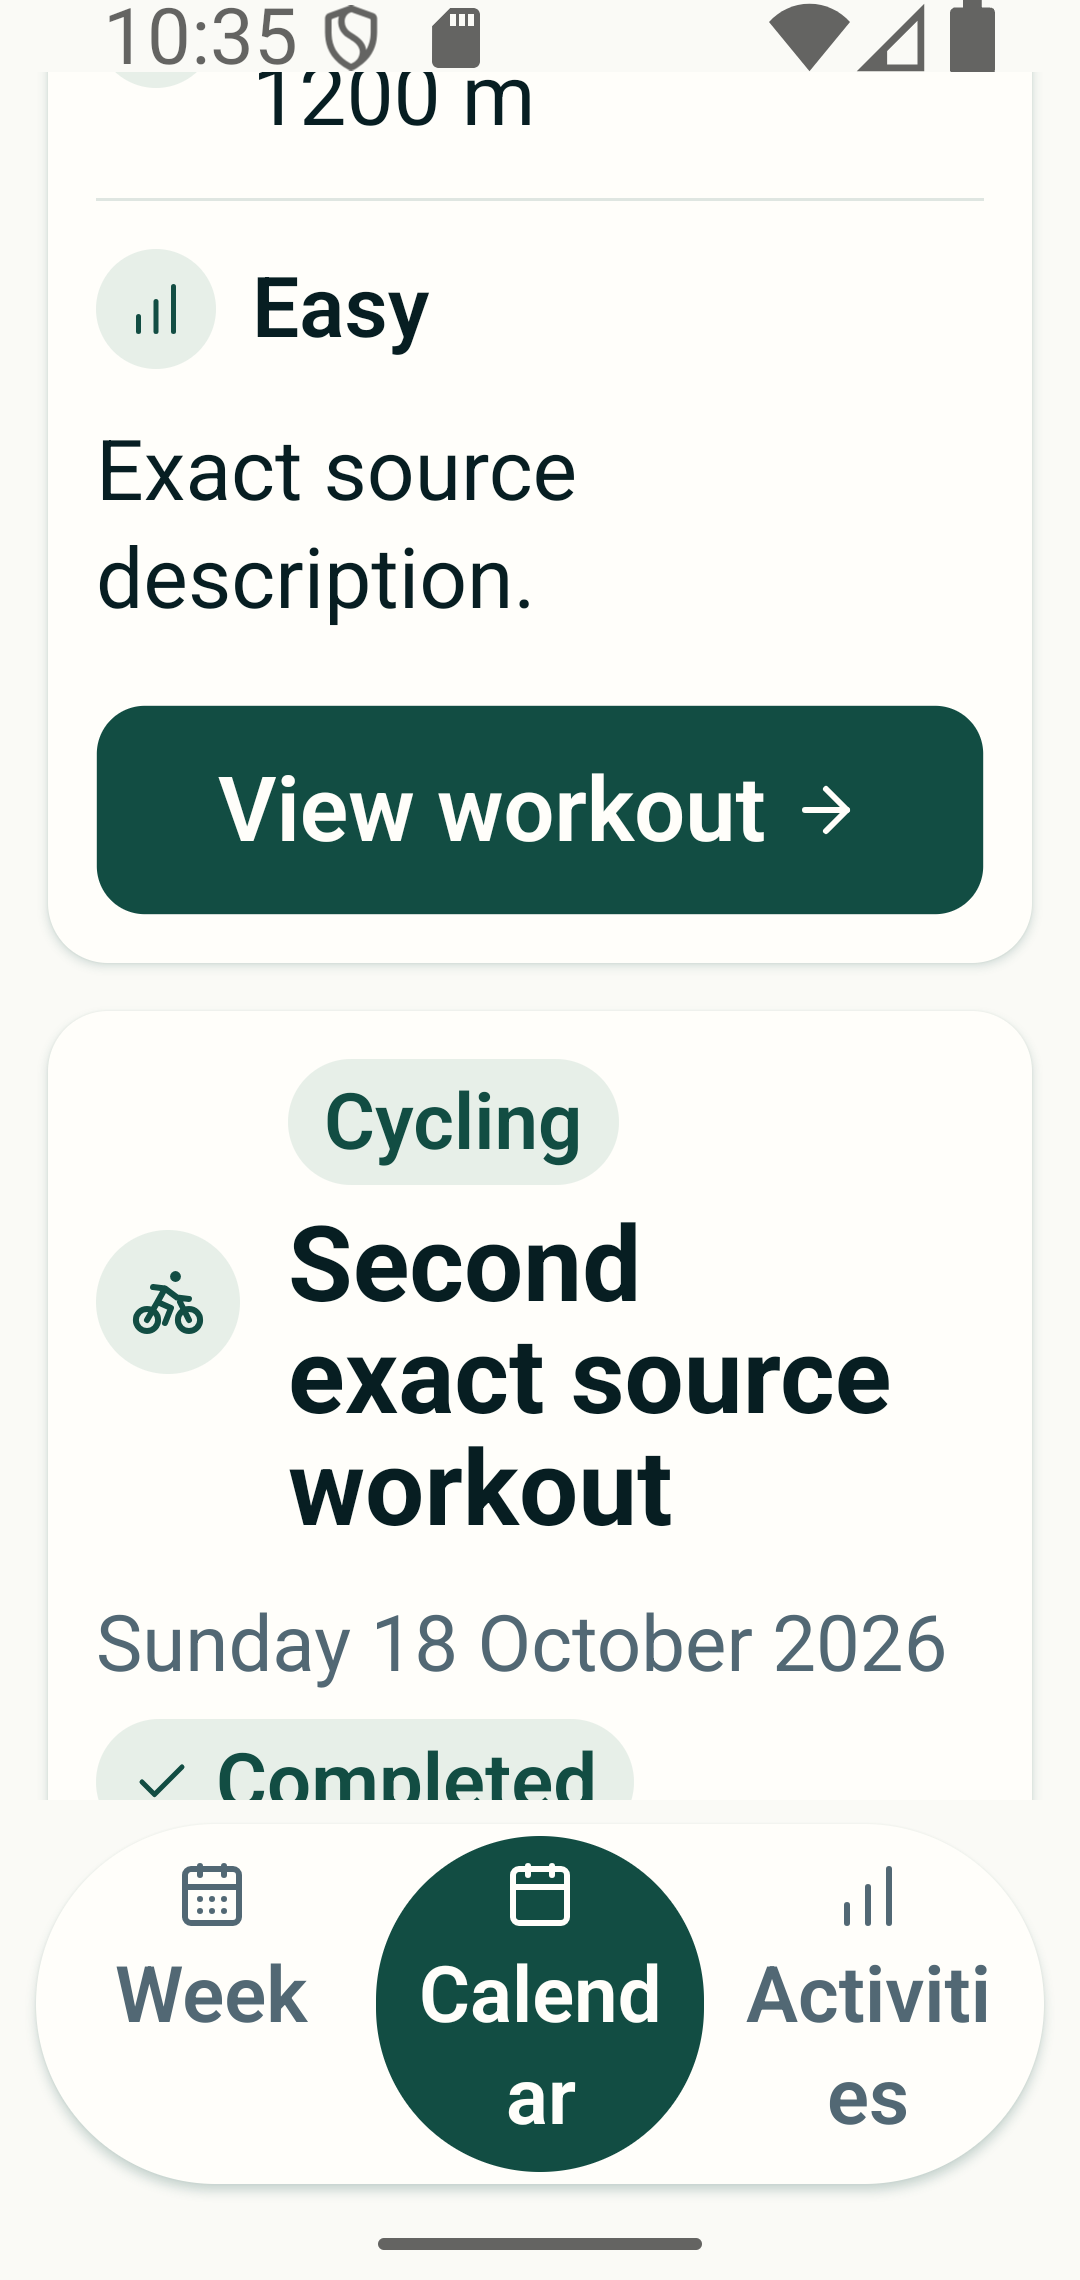 10:35
1200 m
Easy
Exact source
description.
View workout
Cycling
Second
exact source
workout
Sunday 18 October 2026
Completed
Week
Calend
ar
Activiti
es